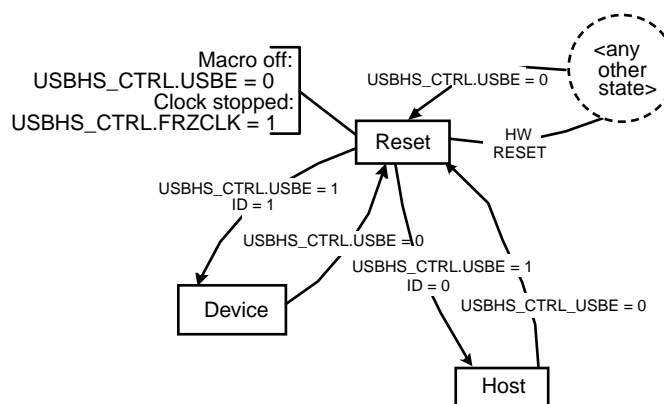 Macro off:
USBHS_CTRL.USBE = 0
Clock stopped:
USBHS_CTRL.FRZCLK = 1
<any
other
state>
USBHS_CTRL.USBE = 0
Reset
HW
RESET
USBHS_CTRL.USBE = 1
ID = 1
USBHS_CTRL.USBE = 0
USBHS_CTRL.USBE = 1
ID = 0
USBHS_CTRL_USBE = 0
Device
Host